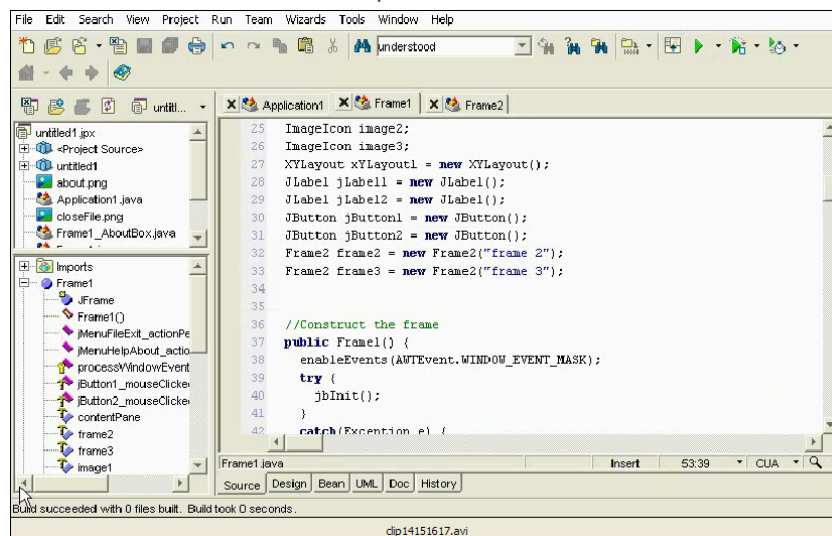 File Edit Search View Project Run Team Wizards Tools Window Help
understood
untitl...
Application1 Frame1 Frame2
untitled1.jpx
<Project Source>
untitled1
about.png
Application1.java
closeFile.png
Frame1_AboutBox.java
Imports
Frame1
JFrame
Frame1()
jMenuFileExit_actionPe
jMenuHelpAbout_actio
processWindowEvent
jButton1_mouseClicke
jButton2_mouseClicke
contentPane
frame2
frame3
image1
25 ImageIcon image2;
26 ImageIcon image3;
27 XYLayout xYLayout1 = new XYLayout();
28 JLabel jLabel1 = new JLabel();
29 JLabel jLabel2 = new JLabel();
30 JButton jButton1 = new JButton();
31 JButton jButton2 = new JButton();
32 Frame2 frame2 = new Frame2("frame 2");
33 Frame2 frame3 = new Frame2("frame 3");
34
35
36 //Construct the frame
37 public Frame1() {
38 enableEvents(AWTEvent.WINDOW_EVENT_MASK);
39 try {
40 jbInit();
41 }
42 catch(Exception e) {
Frame1.java Insert 53:39 CUA
Source Design Bean UML Doc History
Build succeeded with 0 files built. Build took 0 seconds.
clip14151617.avi